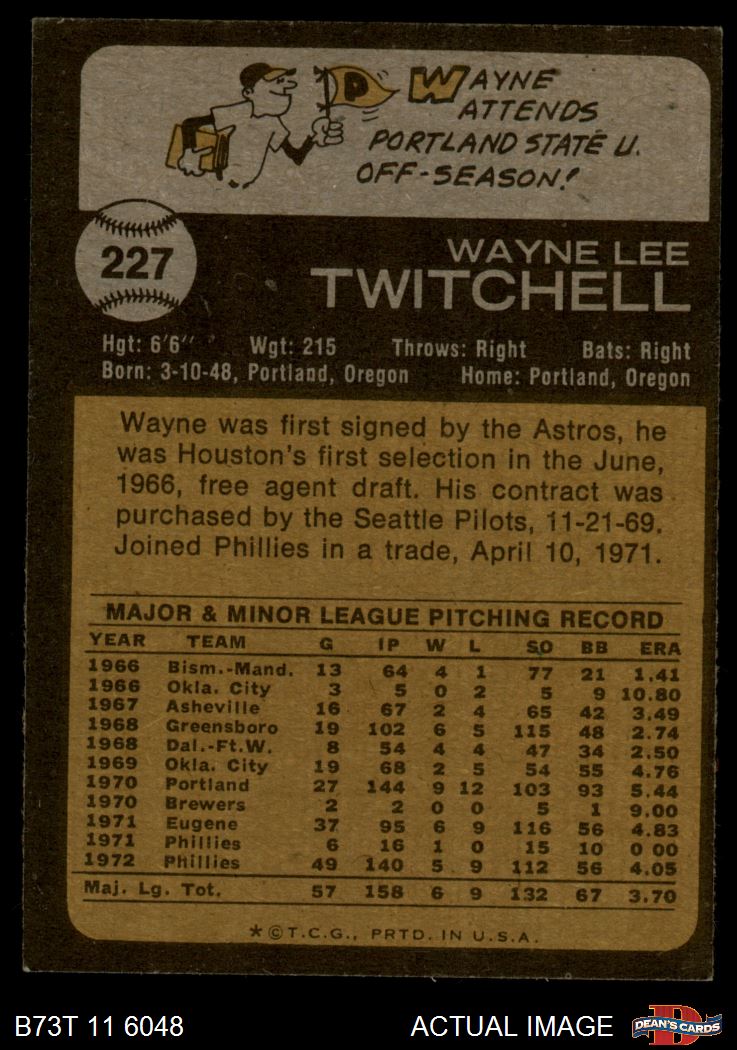 P WAYNE
ATTENDS
PORTLAND STATE U.
OFF-SEASON!
227
WAYNE LEE
TWITCHELL
Hgt: 6'6" Wgt: 215 Throws: Right Bats: Right
Born: 3-10-48, Portland, Oregon Home: Portland, Oregon
Wayne was first signed by the Astros, he
was Houston's first selection in the June,
1966, free agent draft. His contract was
purchased by the Seattle Pilots, 11-21-69.
Joined Phillies in a trade, April 10, 1971.
MAJOR & MINOR LEAGUE PITCHING RECORD
YEAR TEAM G IP W L SO BB ERA
1966 Bism.-Mand. 13 64 4 1 77 21 1.41
1966 Okla. City 3 5 0 2 5 9 10.80
1967 Asheville 16 67 2 4 65 42 3.49
1968 Greensboro 19 102 6 5 115 48 2.74
1968 Dal.-Ft.W. 8 54 4 4 47 34 2.50
1969 Okla. City 19 68 2 5 54 55 4.76
1970 Portland 27 144 9 12 103 93 5.44
1970 Brewers 2 2 0 0 5 1 9.00
1971 Eugene 37 95 6 9 116 56 4.83
1971 Phillies 6 16 1 0 15 10 0 00
1972 Phillies 49 140 5 9 112 56 4.05
Maj. Lg. Tot. 57 158 6 9 132 67 3.70
*©T.C.G., PRTD. IN U.S.A.
B73T 11 6048 ACTUAL IMAGE D DEAN'S CARDS